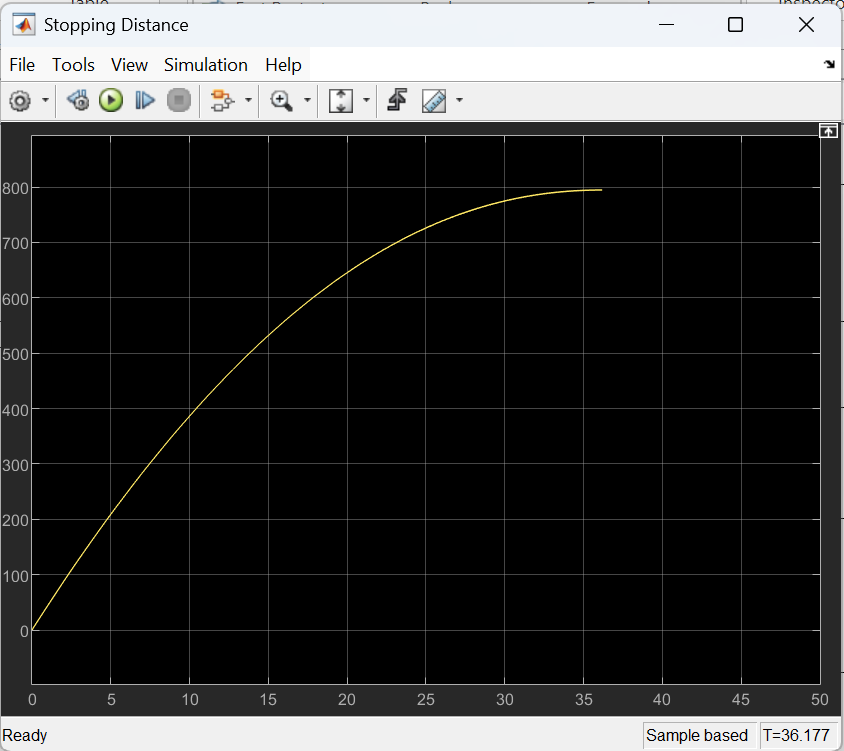 Stopping Distance
File Tools View Simulation Help
800
700
600
500
400
300
200
100
0
0 5 10 15 20 25 30 35 40 45 50
Ready Sample based T=36.177